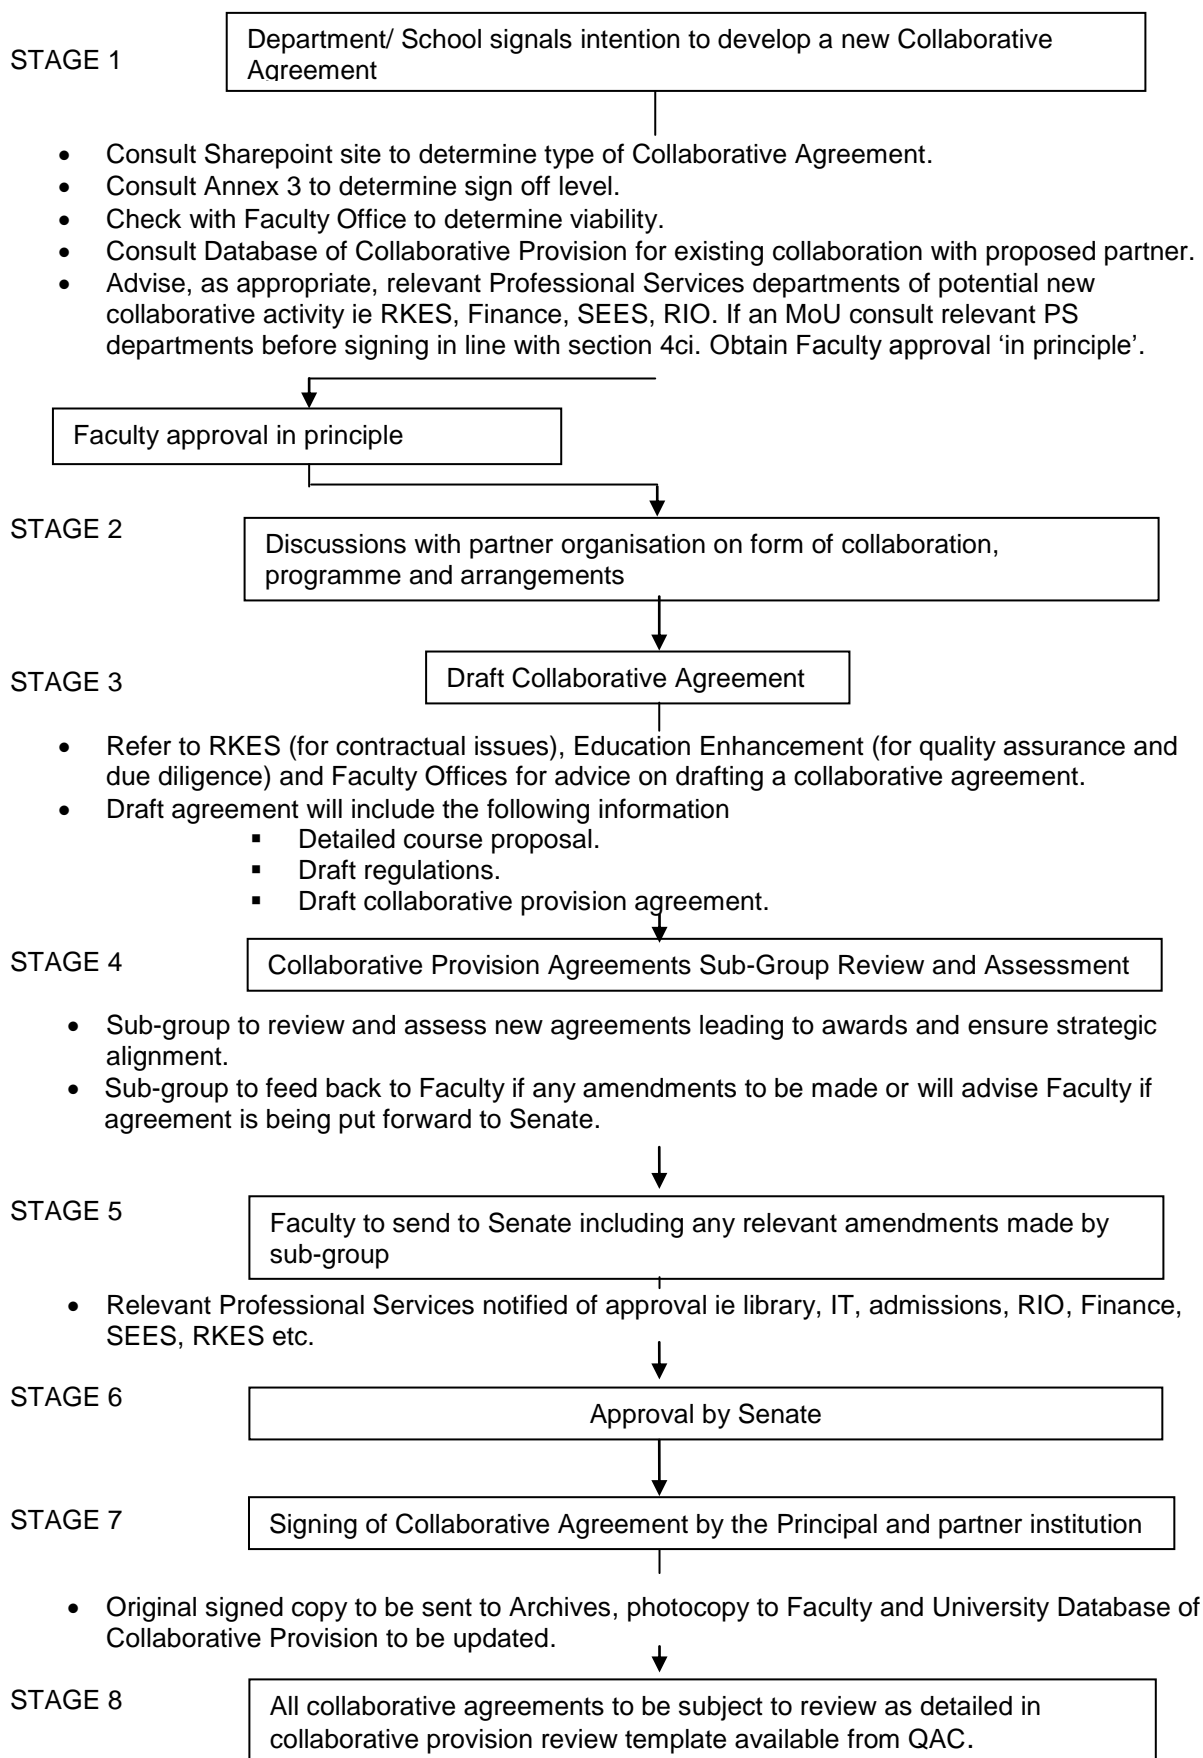 STAGE 1
Department/ School signals intention to develop a new Collaborative
Agreement
• Consult Sharepoint site to determine type of Collaborative Agreement.
• Consult Annex 3 to determine sign off level.
• Check with Faculty Office to determine viability.
• Consult Database of Collaborative Provision for existing collaboration with proposed partner.
• Advise, as appropriate, relevant Professional Services departments of potential new
collaborative activity ie RKES, Finance, SEES, RIO. If an MoU consult relevant PS
departments before signing in line with section 4ci. Obtain Faculty approval ‘in principle’.
Faculty approval in principle
STAGE 2
Discussions with partner organisation on form of collaboration,
programme and arrangements
STAGE 3
Draft Collaborative Agreement
• Refer to RKES (for contractual issues), Education Enhancement (for quality assurance and
due diligence) and Faculty Offices for advice on drafting a collaborative agreement.
• Draft agreement will include the following information
▪ Detailed course proposal.
▪ Draft regulations.
▪ Draft collaborative provision agreement.
STAGE 4
Collaborative Provision Agreements Sub-Group Review and Assessment
• Sub-group to review and assess new agreements leading to awards and ensure strategic
alignment.
• Sub-group to feed back to Faculty if any amendments to be made or will advise Faculty if
agreement is being put forward to Senate.
STAGE 5
Faculty to send to Senate including any relevant amendments made by
sub-group
• Relevant Professional Services notified of approval ie library, IT, admissions, RIO, Finance,
SEES, RKES etc.
STAGE 6
Approval by Senate
STAGE 7
Signing of Collaborative Agreement by the Principal and partner institution
• Original signed copy to be sent to Archives, photocopy to Faculty and University Database of
Collaborative Provision to be updated.
STAGE 8
All collaborative agreements to be subject to review as detailed in
collaborative provision review template available from QAC.